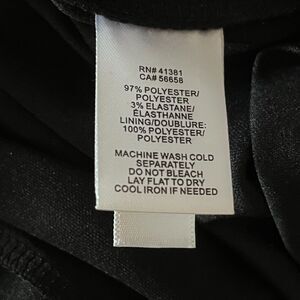 RN# 41381
CA# 56658
97% POLYESTER/
POLYESTER
3% ELASTANE/
ÉLASTHANNE
LINING/DOUBLURE:
100% POLYESTER/
POLYESTER
MACHINE WASH COLD
SEPARATELY
DO NOT BLEACH
LAY FLAT TO DRY
COOL IRON IF NEEDED